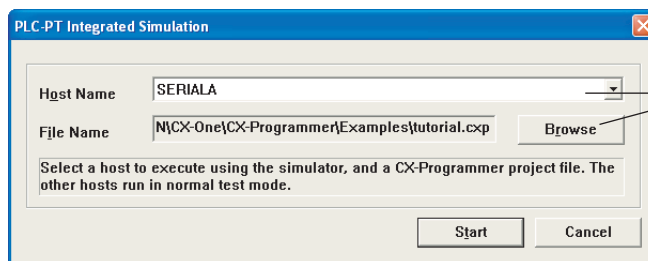 PLC-PT Integrated Simulation
Host Name SERIALA
File Name N\CX-One\CX-Programmer\Examples\tutorial.cxp Browse
Select a host to execute using the simulator, and a CX-Programmer project file. The
other hosts run in normal test mode.
Start Cancel